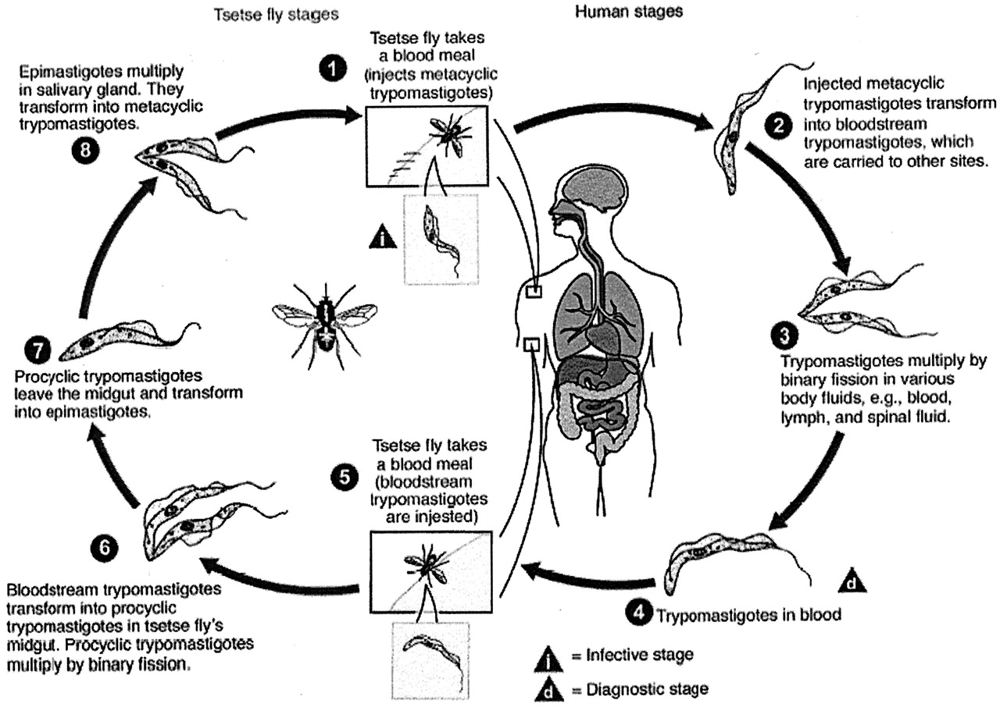 Tsetse fly stages
Human stages
1
Tsetse fly takes
a blood meal
(injects metacyclic
trypomastigotes)
i
2
Injected metacyclic
trypomastigotes transform
into bloodstream
trypomastigotes, which
are carried to other sites.
3
Trypomastigotes multiply by
binary fission in various
body fluids, e.g., blood,
lymph, and spinal fluid.
4
Trypomastigotes in blood
d
5
Tsetse fly takes
a blood meal
(bloodstream
trypomastigotes
are injected)
6
Bloodstream trypomastigotes
transform into procyclic
trypomastigotes in tsetse fly's
midgut. Procyclic trypomastigotes
multiply by binary fission.
7
Procyclic trypomastigotes
leave the midgut and transform
into epimastigotes.
8
Epimastigotes multiply
in salivary gland. They
transform into metacyclic
trypomastigotes.
i = Infective stage
d = Diagnostic stage